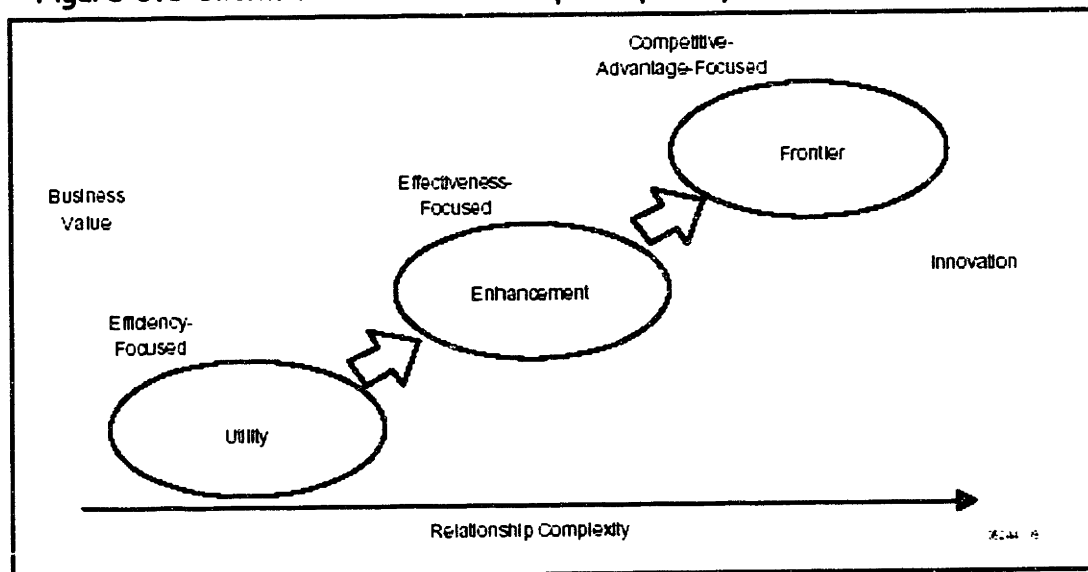 Competitive-
Advantage-Focused
Frontier
Effectiveness-
Focused
Business
Value
Innovation
Enhancement
Efficiency-
Focused
Utility
Relationship Complexity